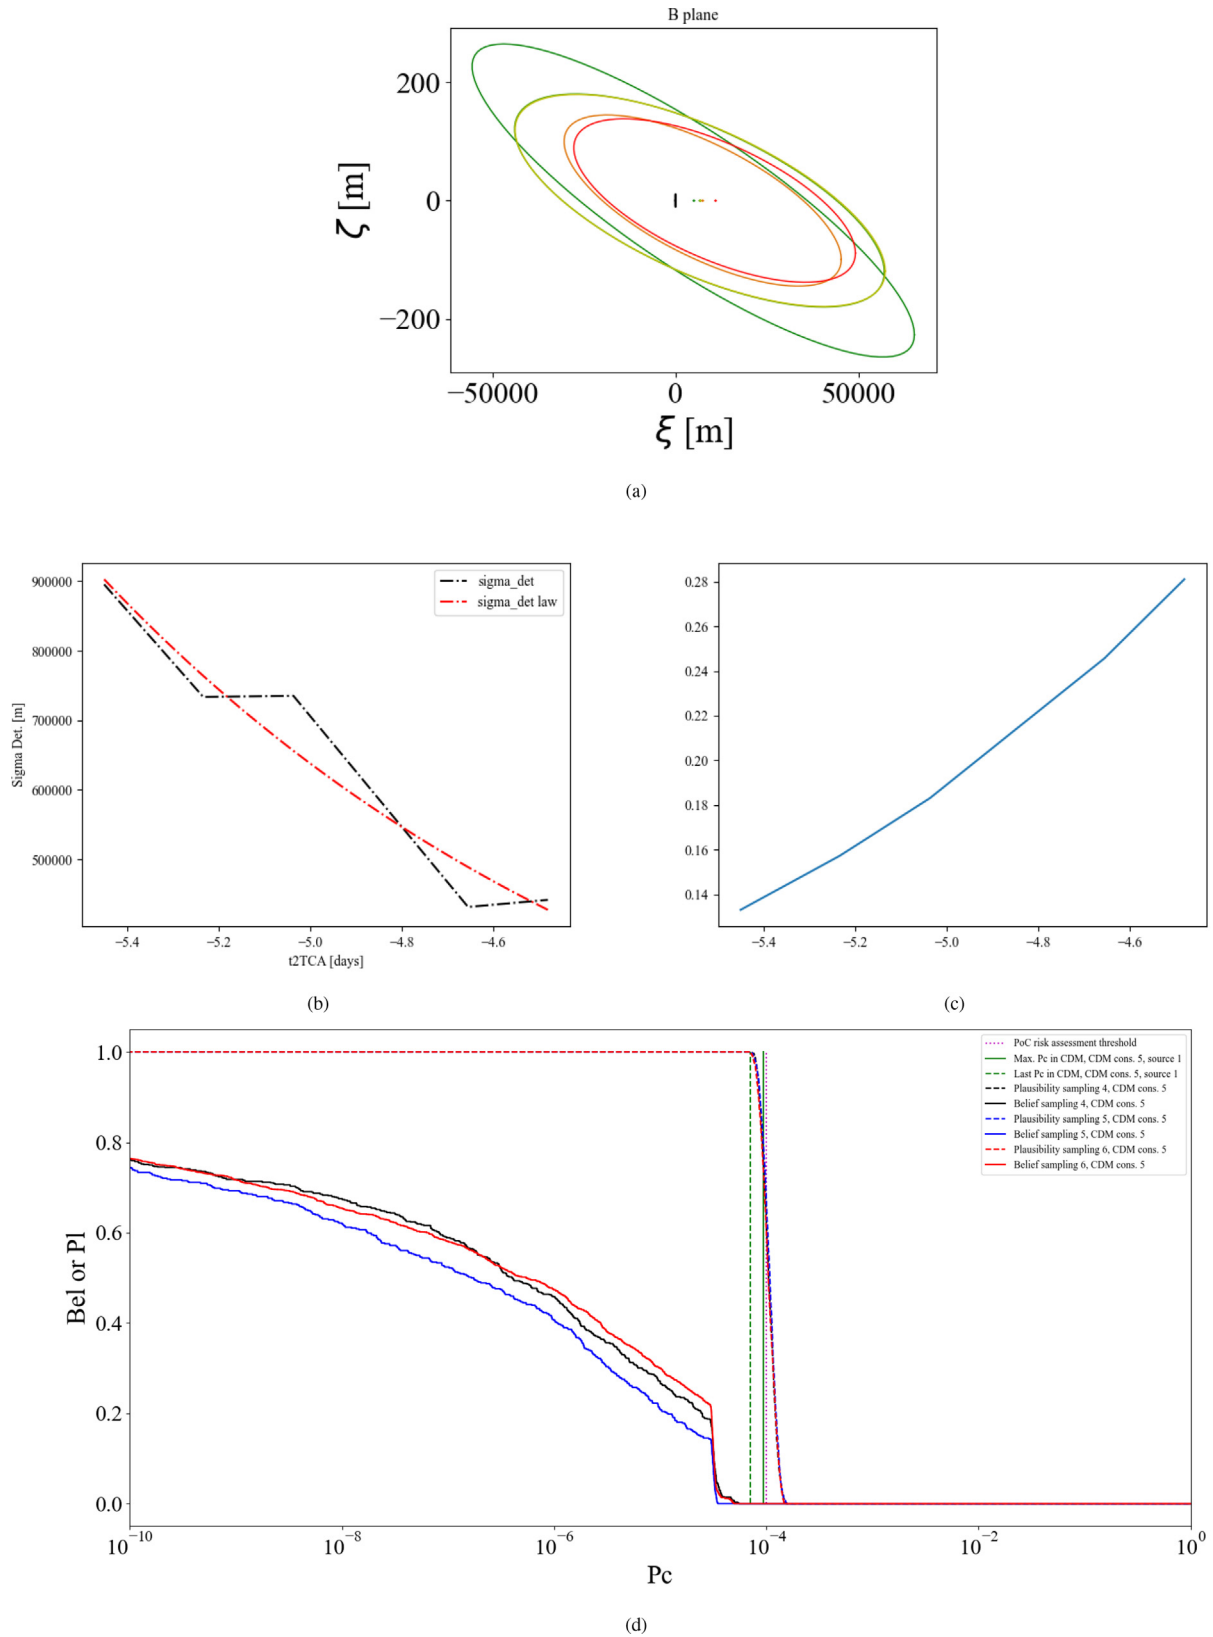 B plane
200
0
−200
ζ [m]
−50000
0
50000
ξ [m]
(a)
900000
800000
700000
600000
500000
Sigma Det. [m]
sigma_det
sigma_det law
−5.4
−5.2
−5.0
−4.8
−4.6
t2TCA [days]
(b)
0.28
0.26
0.24
0.22
0.20
0.18
0.16
0.14
−5.4
−5.2
−5.0
−4.8
−4.6
(c)
1.0
0.8
0.6
0.4
0.2
0.0
Bel or Pl
PoC risk assessment threshold
Max. Pc in CDM, CDM cons. 5, source 1
Last Pc in CDM, CDM cons. 5, source 1
Plausibility sampling 4, CDM cons. 5
Belief sampling 4, CDM cons. 5
Plausibility sampling 5, CDM cons. 5
Belief sampling 5, CDM cons. 5
Plausibility sampling 6, CDM cons. 5
Belief sampling 6, CDM cons. 5
10⁻¹⁰
10⁻⁸
10⁻⁶
10⁻⁴
10⁻²
10⁰
Pc
(d)